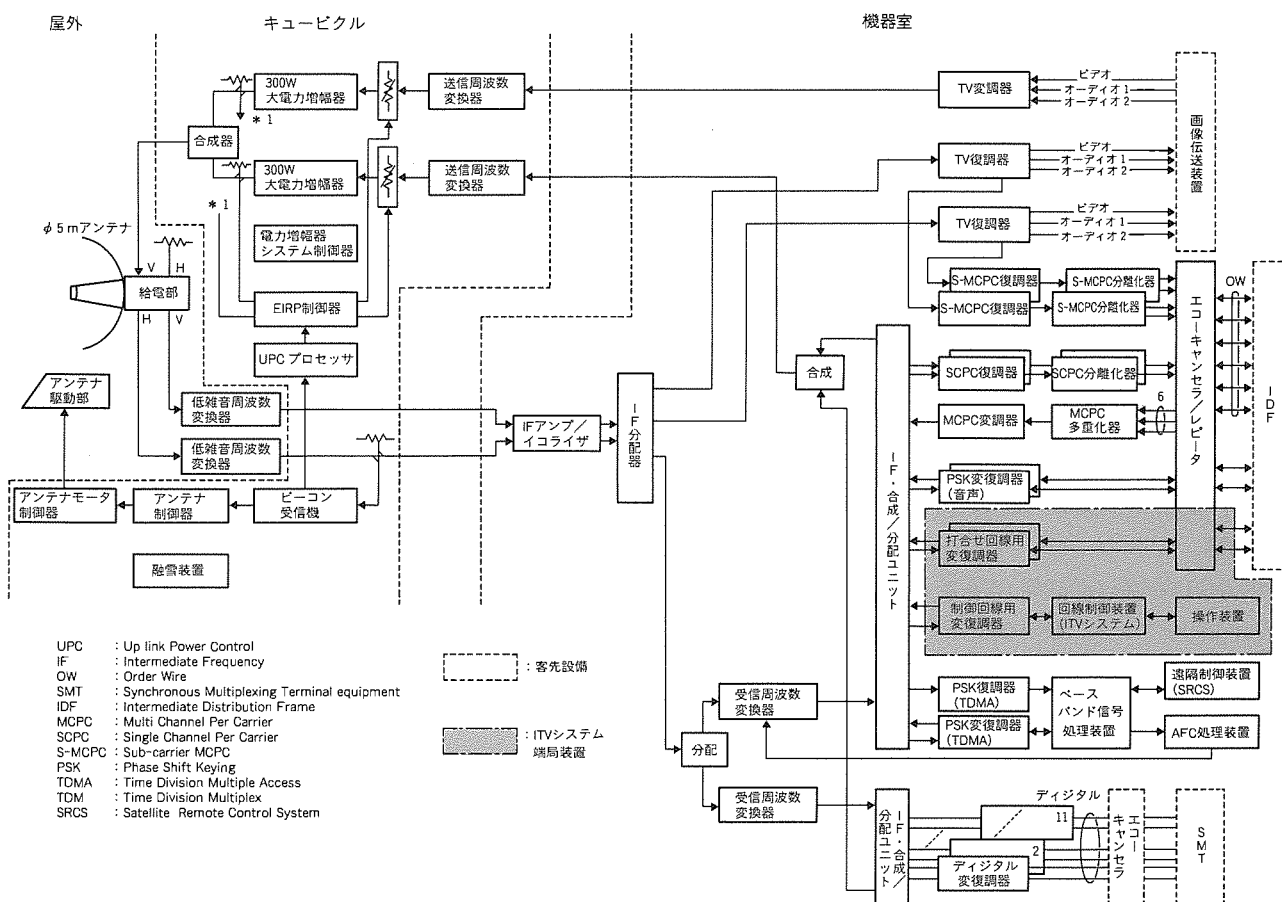 屋外
キュービクル
機器室
300W
大電力増幅器
送信周波数
変換器
TV変調器
ビデオ
オーディオ1
オーディオ2
画像伝送装置
*1
合成器
300W
大電力増幅器
送信周波数
変換器
TV復調器
ビデオ
オーディオ1
オーディオ2
*1
TV復調器
ビデオ
オーディオ1
オーディオ2
φ5mアンテナ
電力増幅器
システム制御器
V
H
給電部
H
V
EIRP制御器
UPCプロセッサ
S-MCPC復調器
S-MCPC分離化器
S-MCPC復調器
S-MCPC分離化器
エコーキャンセラ/レピータ
OW
IDF
アンテナ
駆動部
低雑音周波数
変換器
低雑音周波数
変換器
IFアンプ/
イコライザ
IF分配器
合成
IF・合成/分配ユニット
SCPC復調器
SCPC分離化器
MCPC変調器
MCPC
多重化器
6
アンテナモータ
制御器
アンテナ
制御器
ビーコン
受信機
PSK変復調器
(音声)
融雪装置
打合せ回線用
変復調器
制御回線用
変復調器
回線制御装置
(ITVシステム)
操作装置
UPC : Up link Power Control
IF : Intermediate Frequency
OW : Order Wire
SMT : Synchronous Multiplexing Terminal equipment
IDF : Intermediate Distribution Frame
MCPC : Multi Channel Per Carrier
SCPC : Single Channel Per Carrier
S-MCPC : Sub-carrier MCPC
PSK : Phase Shift Keying
TDMA : Time Division Multiple Access
TDM : Time Division Multiplex
SRCS : Satellite Remote Control System
: 客先設備
: ITVシステム
端局装置
受信周波数
変換器
分配
受信周波数
変換器
PSK復調器
(TDMA)
PSK変復調器
(TDMA)
ベース
バンド信号
処理装置
遠隔制御装置
(SRCS)
AFC処理装置
IF・合成/
分配ユニット
ディジタル
11
2
ディジタル
変復調器
エコー
キャンセラ
SMT